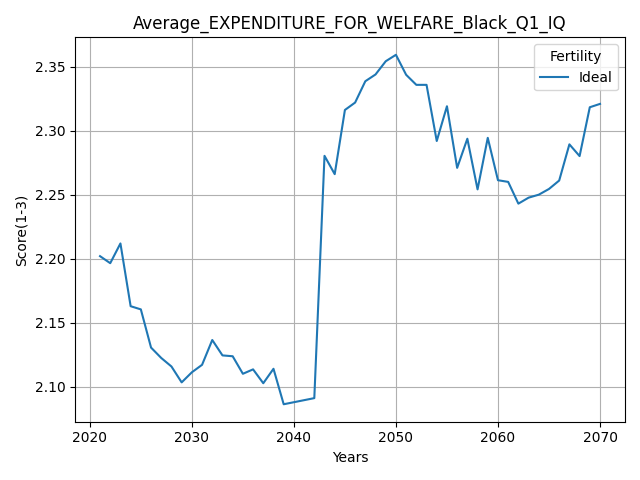 Average_EXPENDITURE_FOR_WELFARE_Black_Q1_IQ
Fertility
Ideal
Score(1-3)
2.35
2.30
2.25
2.20
2.15
2.10
2020 2030 2040 2050 2060 2070
Years